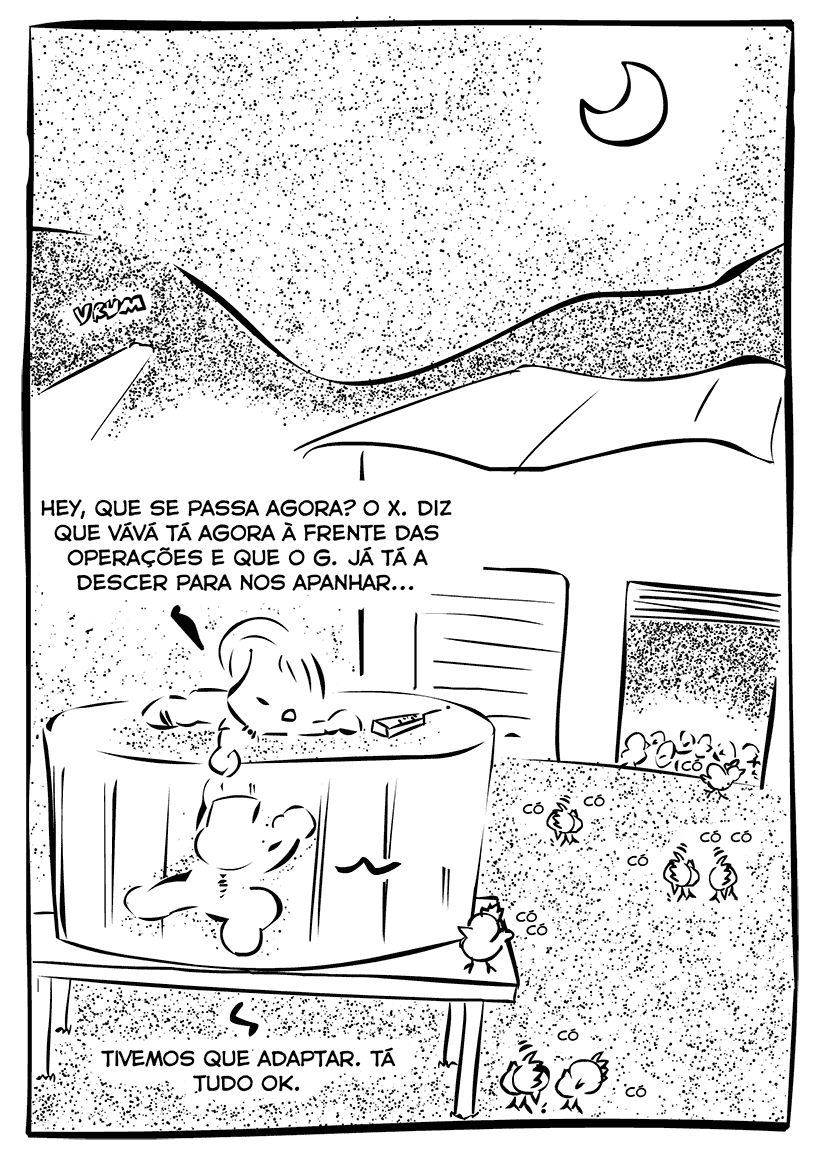 VRUM
HEY, QUE SE PASSA AGORA? O X. DIZ
QUE VÁVÁ TÁ AGORA À FRENTE DAS
OPERAÇÕES E QUE O G. JÁ TÁ A
DESCER PARA NOS APANHAR...
CÓ
CÓ
CÓ
CÓ CÓ
CÓ
CÓ
CÓ
CÓ
CÓ
TIVEMOS QUE ADAPTAR. TÁ
TUDO OK.